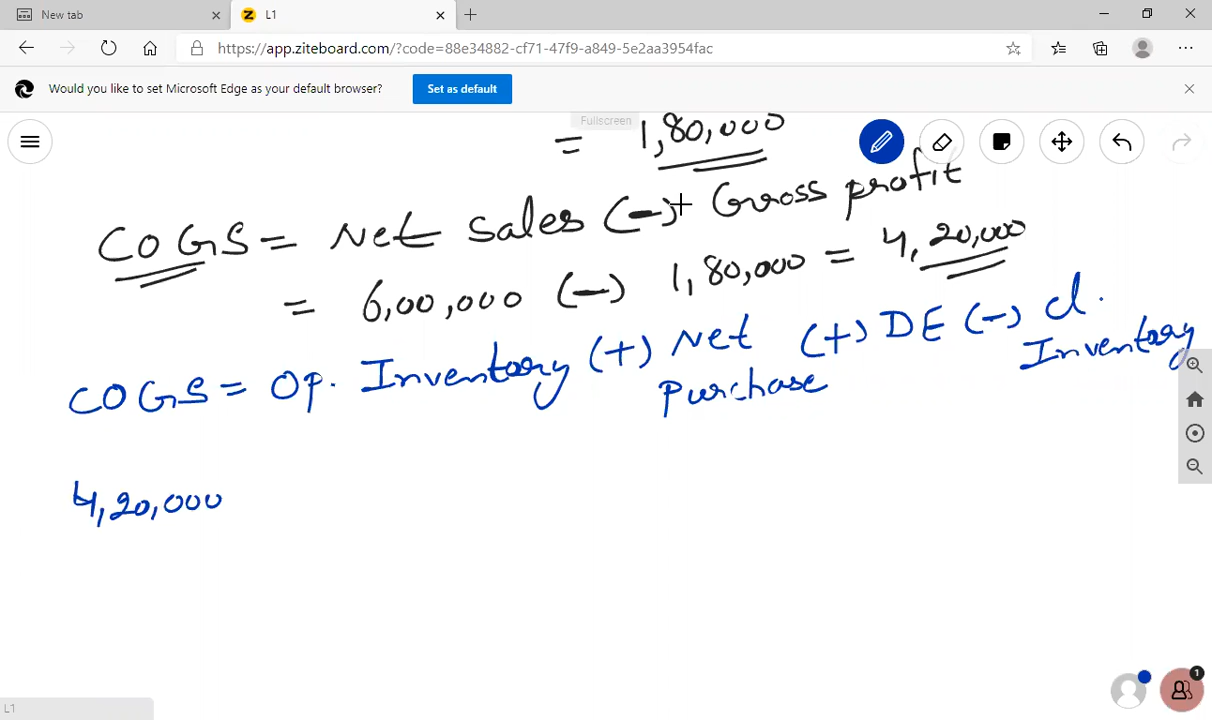 New tab
L1
https://app.ziteboard.com/?code=88e34882-cf71-47f9-a849-5e2aa3954fac
Would you like to set Microsoft Edge as your default browser?
Set as default
Fullscreen
= 1,80,000
COGS = Net Sales (-) Gross profit
= 6,00,000 (-) 1,80,000 = 4,20,000
COGS = Op. Inventory (+) Net Purchase (+) DE (-) cl. Inventory
4,20,000
L1
1